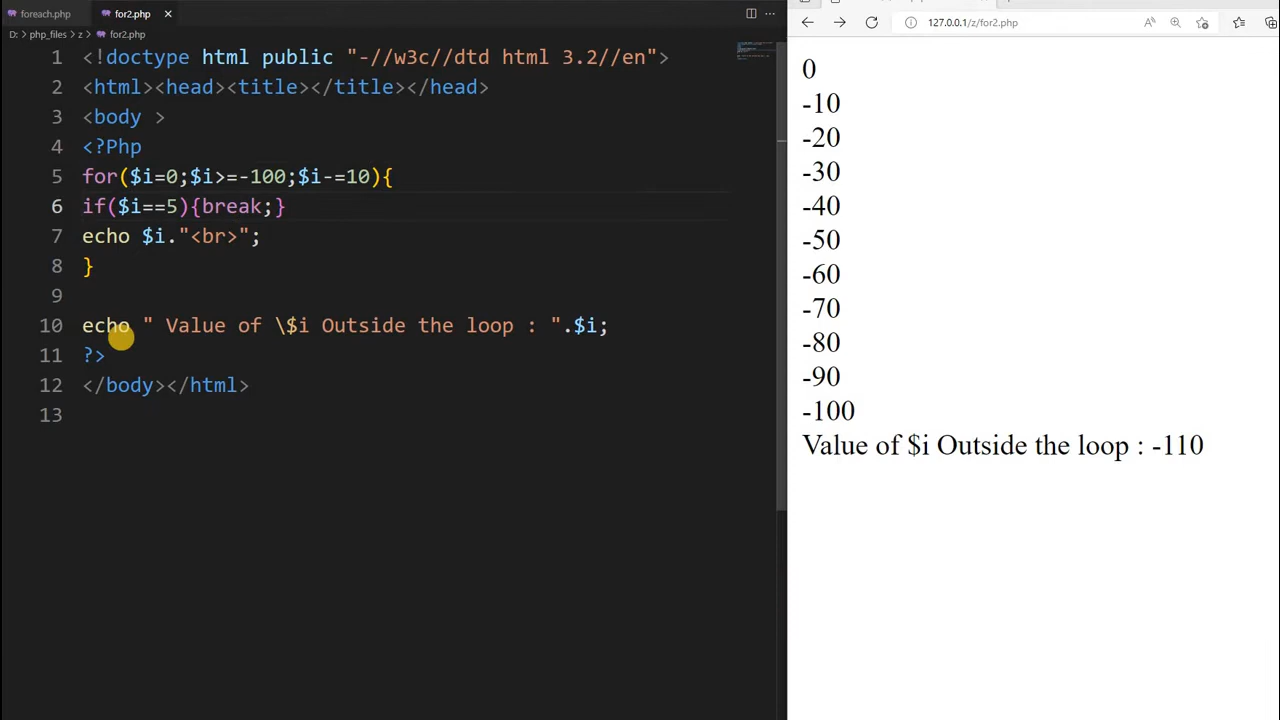 foreach.php
for2.php
D: > php_files > z > for2.php
1 <!doctype html public "-//w3c//dtd html 3.2//en">
2 <html><head><title></title></head>
3 <body >
4 <?Php
5 for($i=0;$i>=-100;$i-=10){
6 if($i==5){break;}
7 echo $i."<br>";
8 }
9
10 echo " Value of \$i Outside the loop : ".$i;
11 ?>
12 </body></html>
13
127.0.0.1/z/for2.php
0
-10
-20
-30
-40
-50
-60
-70
-80
-90
-100
Value of $i Outside the loop : -110